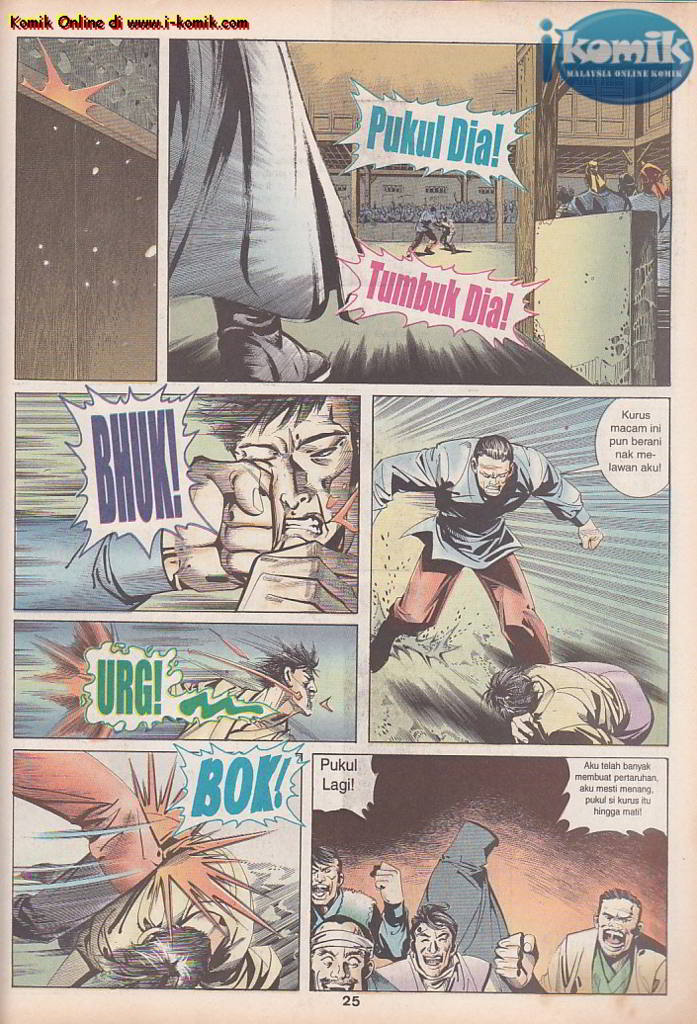 Komik Online di www.i-komik.com
ikomik
MALAYSIA ONLINE KOMIK
Pukul Dia!
Tumbuk Dia!
BHUK!
Kurus
macam ini
pun berani
nak me-
lawan aku!
URG!
BOK!
Pukul
Lagi!
Aku telah banyak
membuat pertaruhan,
aku mesti menang,
pukul si kurus itu
hingga mati!
25